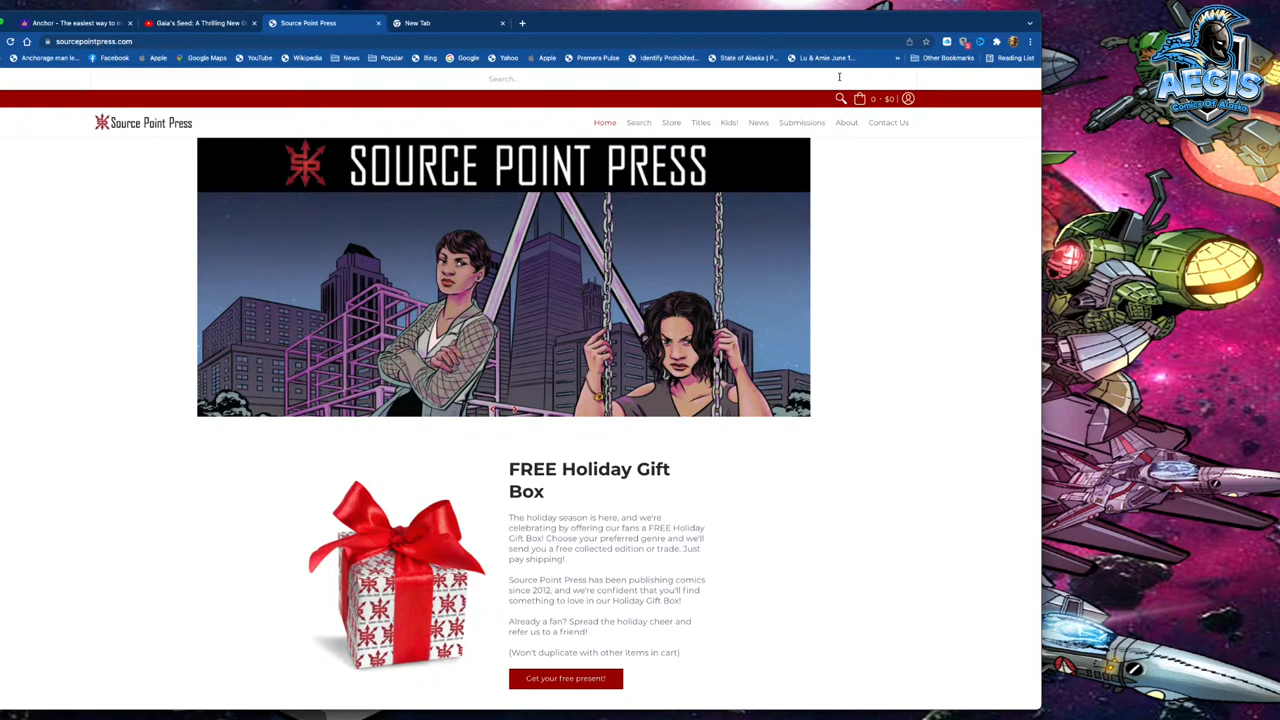 Anchor - The easiest way to m
Gaia's Seed: A Thrilling New G
Source Point Press
New Tab
sourcepointpress.com
Anchorage man le...
Facebook
Apple
Google Maps
YouTube
Wikipedia
News
Popular
Bing
Google
Yahoo
Apple
Premera Pulse
Identify Prohibited...
State of Alaska | P...
Lu & Amie June 1...
»
Other Bookmarks
Reading List
AEGIS
Comics Of Alaska
Search...
0 · $0 |
Source Point Press
Home
Search
Store
Titles
Kids!
News
Submissions
About
Contact Us
SOURCE POINT PRESS
FREE Holiday Gift
Box
The holiday season is here, and we're
celebrating by offering our fans a FREE Holiday
Gift Box! Choose your preferred genre and we'll
send you a free collected edition or trade. Just
pay shipping!
Source Point Press has been publishing comics
since 2012, and we're confident that you'll find
something to love in our Holiday Gift Box!
Already a fan? Spread the holiday cheer and
refer us to a friend!
(Won't duplicate with other items in cart)
Get your free present!